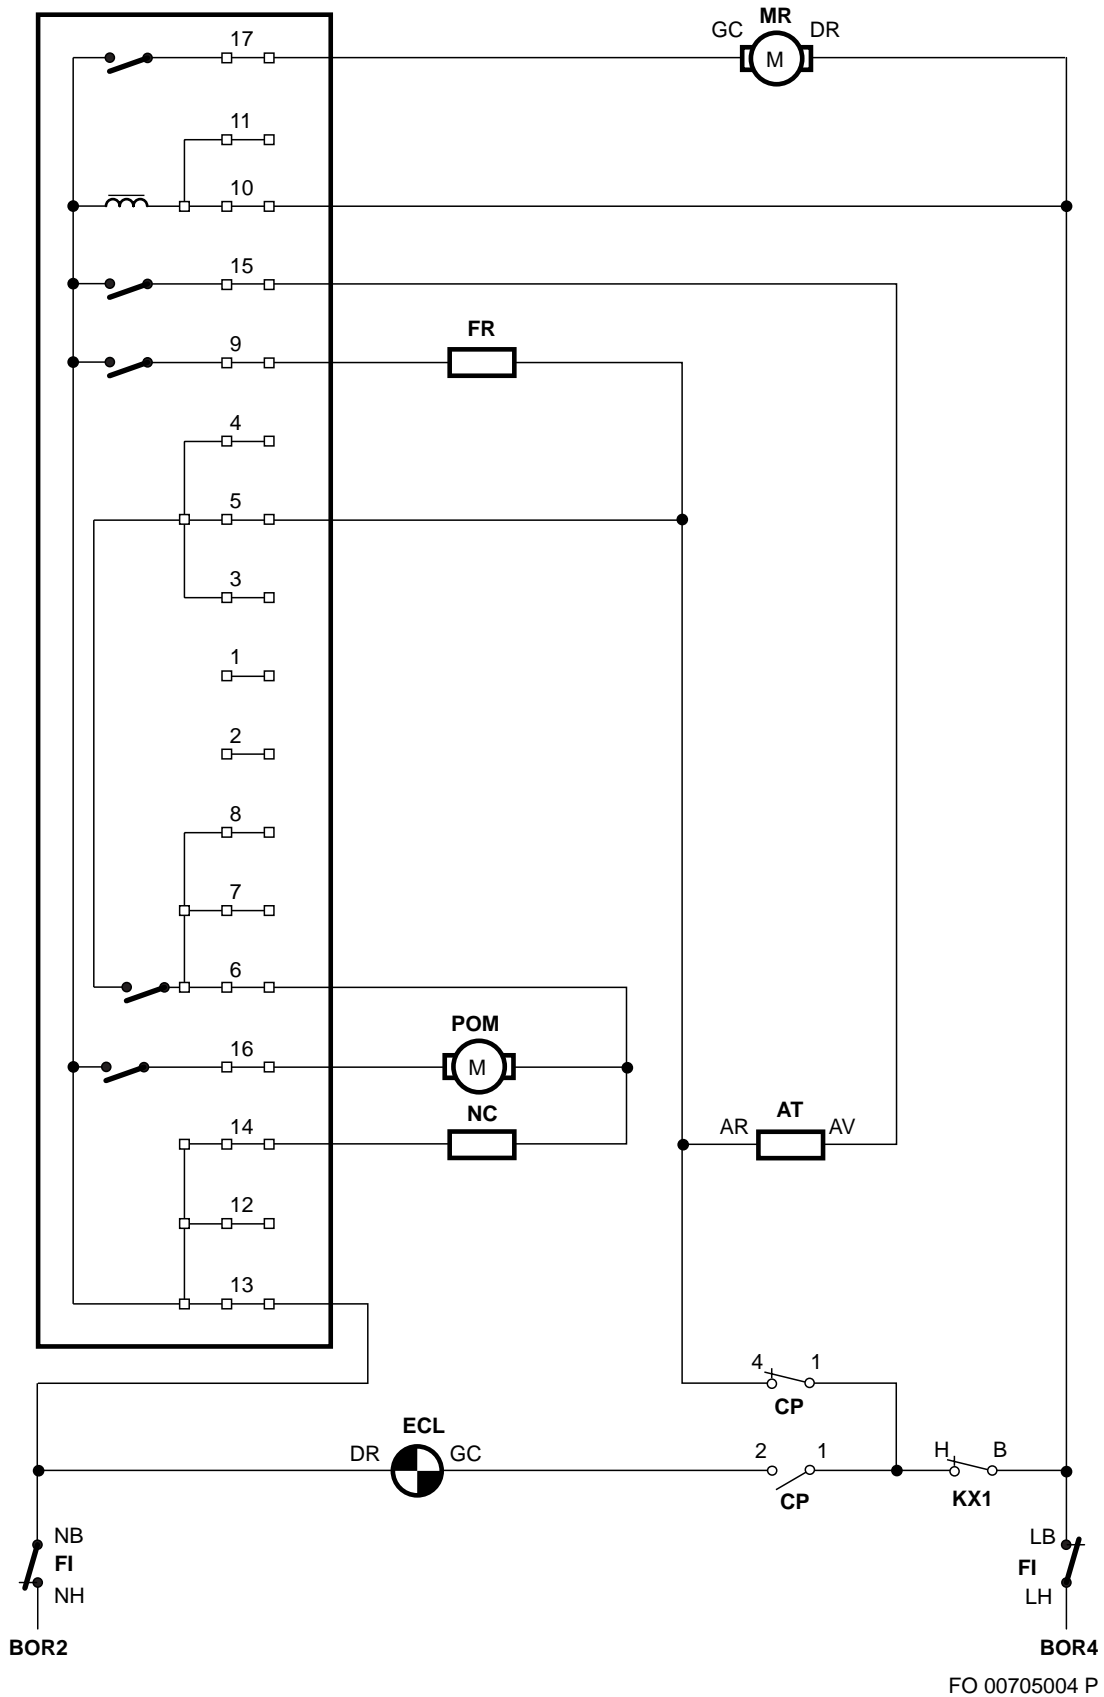 MR
17 GC DR
M
11
10
15
FR
9
4
5
3
1
2
8
7
6
POM
16
M
NC
AT
14 AR AV
12
13
4 1
CP
ECL
DR GC 2 1 H B
CP KX1
NB LB
FI FI
NH LH
BOR2 BOR4
FO 00705004 P